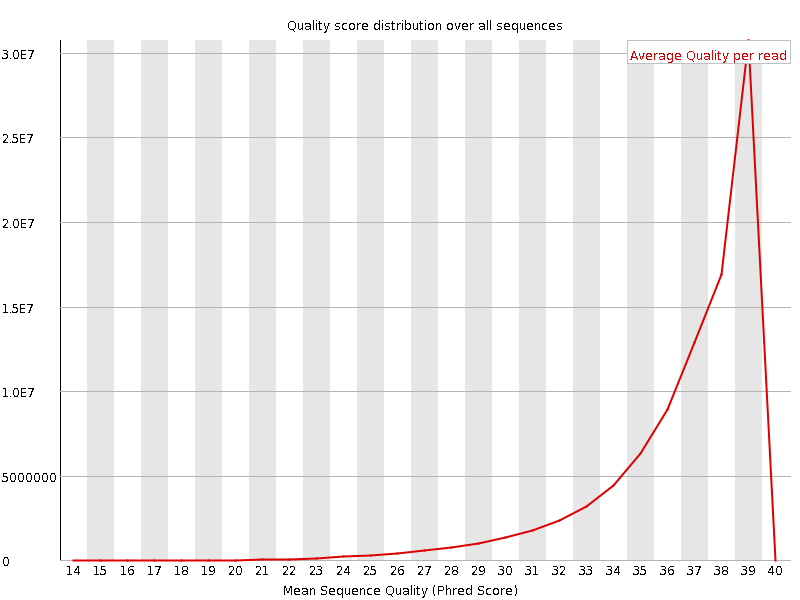 Quality score distribution over all sequences
Average Quality per read
3.0E7
2.5E7
2.0E7
1.5E7
1.0E7
5000000
0
14 15 16 17 18 19 20 21 22 23 24 25 26 27 28 29 30 31 32 33 34 35 36 37 38 39 40
Mean Sequence Quality (Phred Score)